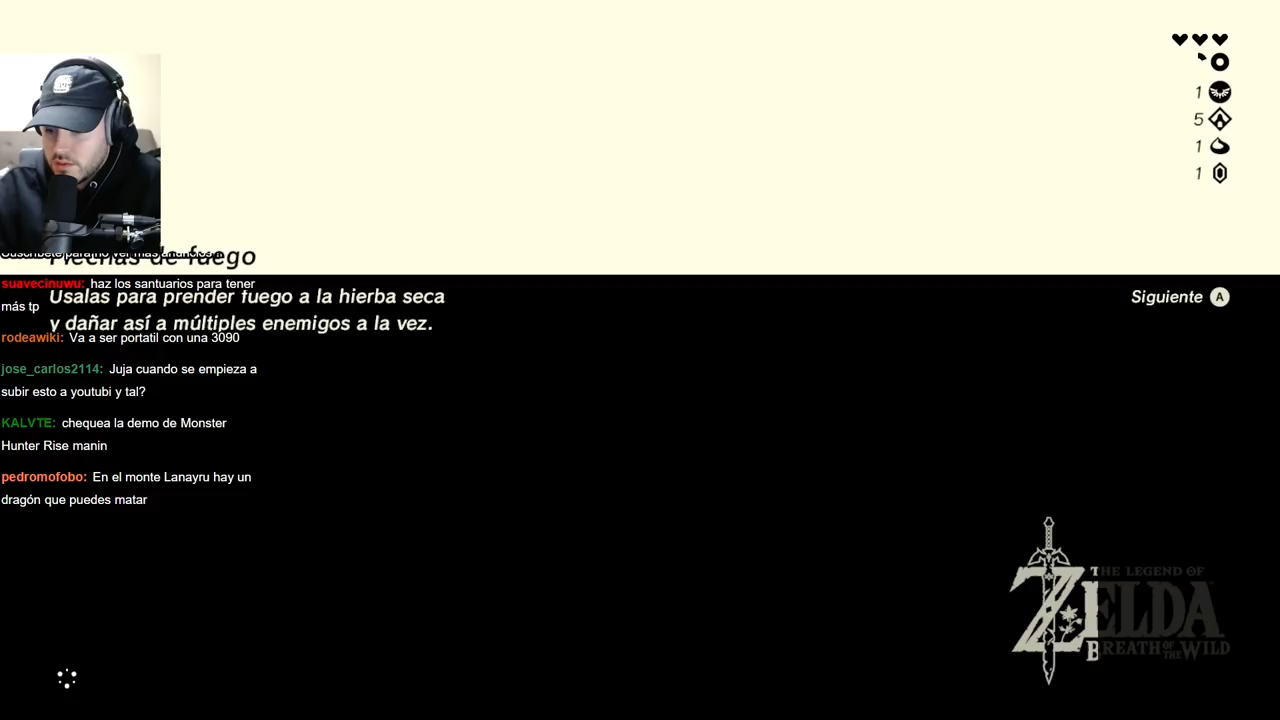 1
5
1
1
Flechas de fuego
Suscríbete para no ver más anuncios
suavecinuwu: haz los santuarios para tener
más tp
Úsalas para prender fuego a la hierba seca
y dañar así a múltiples enemigos a la vez.
Siguiente A
rodeawiki: Va a ser portatil con una 3090
jose_carlos2114: Juja cuando se empieza a
subir esto a youtubi y tal?
KALVTE: chequea la demo de Monster
Hunter Rise manin
pedromofobo: En el monte Lanayru hay un
dragón que puedes matar
THE LEGEND OF
ZELDA
BREATH OF THE WILD